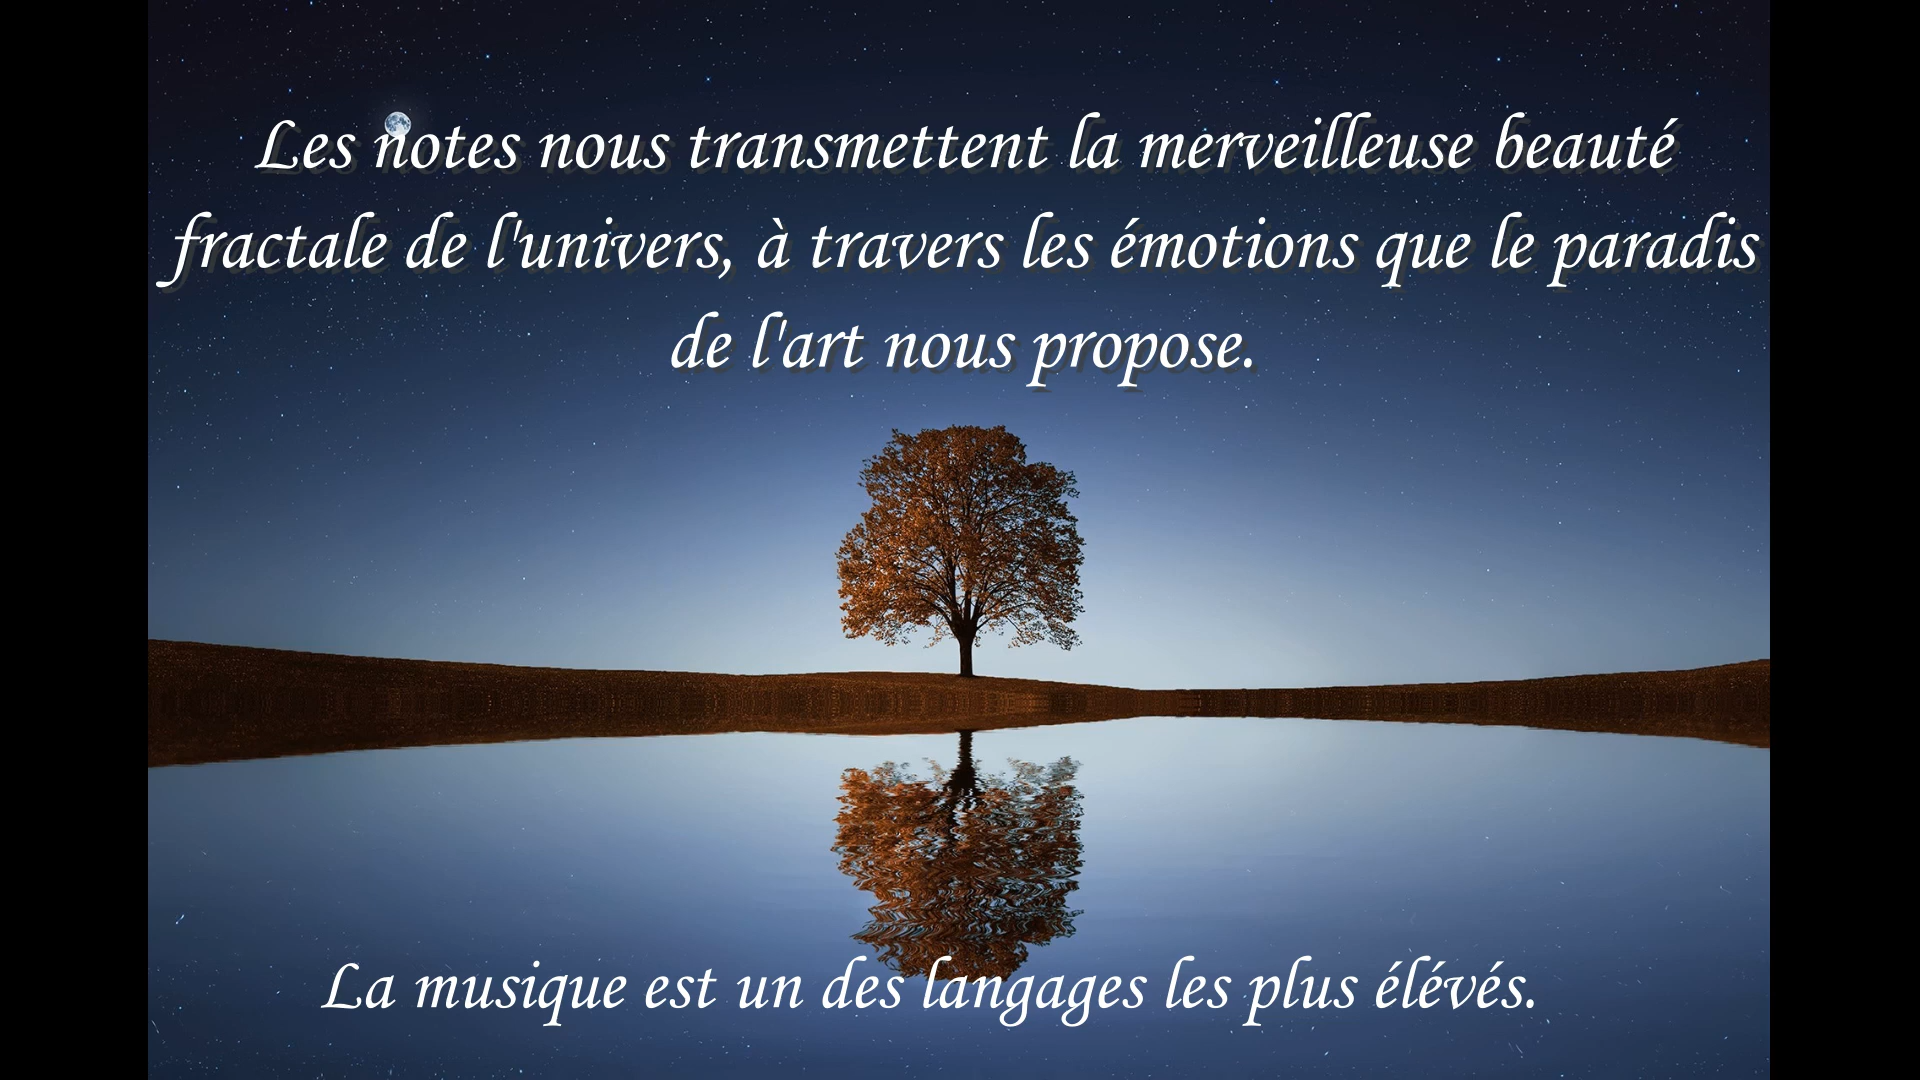 Les notes nous transmettent la merveilleuse beauté
fractale de l'univers, à travers les émotions que le paradis
de l'art nous propose.
La musique est un des langages les plus élévés.